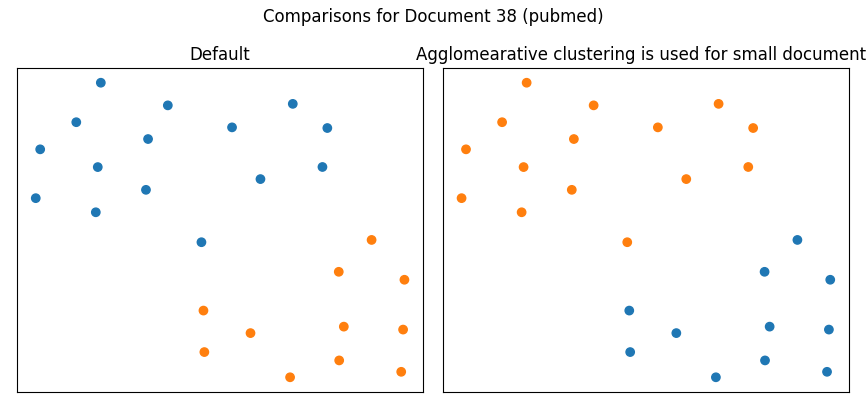 Comparisons for Document 38 (pubmed)
Default
Agglomearative clustering is used for small document